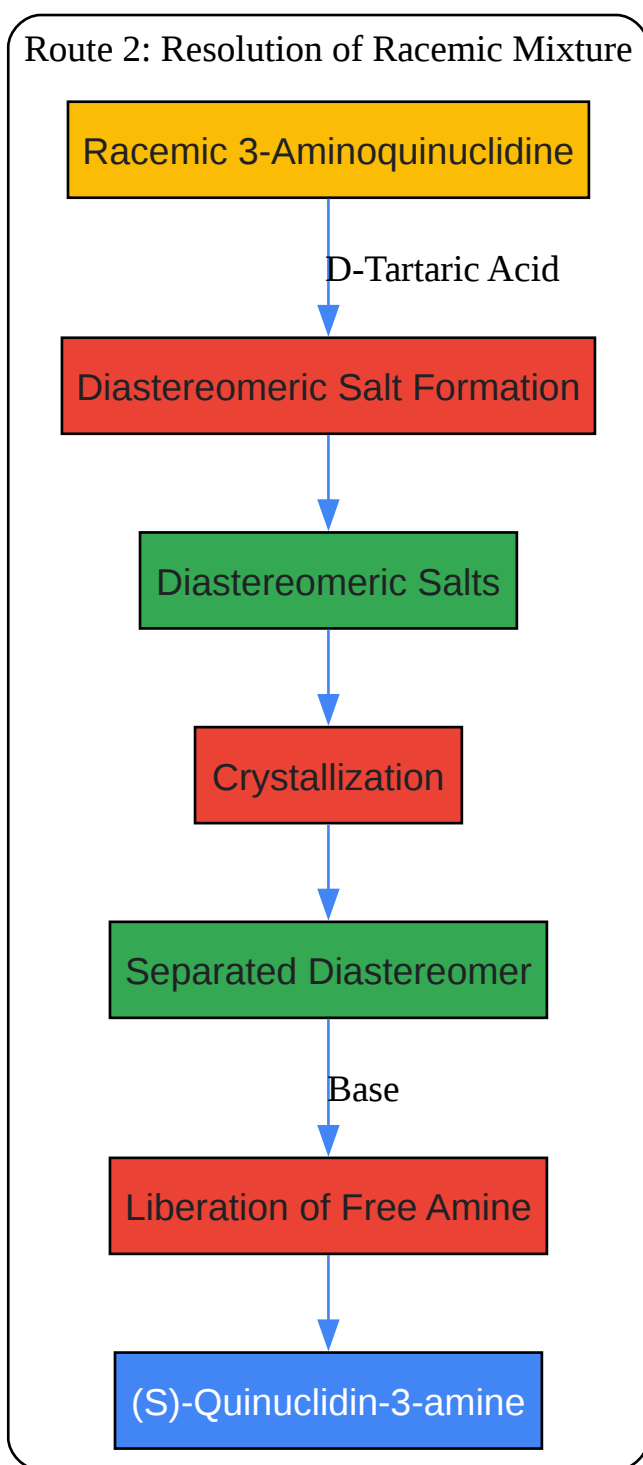 Route 2: Resolution of Racemic Mixture
Racemic 3-Aminoquinuclidine
D-Tartaric Acid
Diastereomeric Salt Formation
Diastereomeric Salts
Crystallization
Separated Diastereomer
Base
Liberation of Free Amine
(S)-Quinuclidin-3-amine